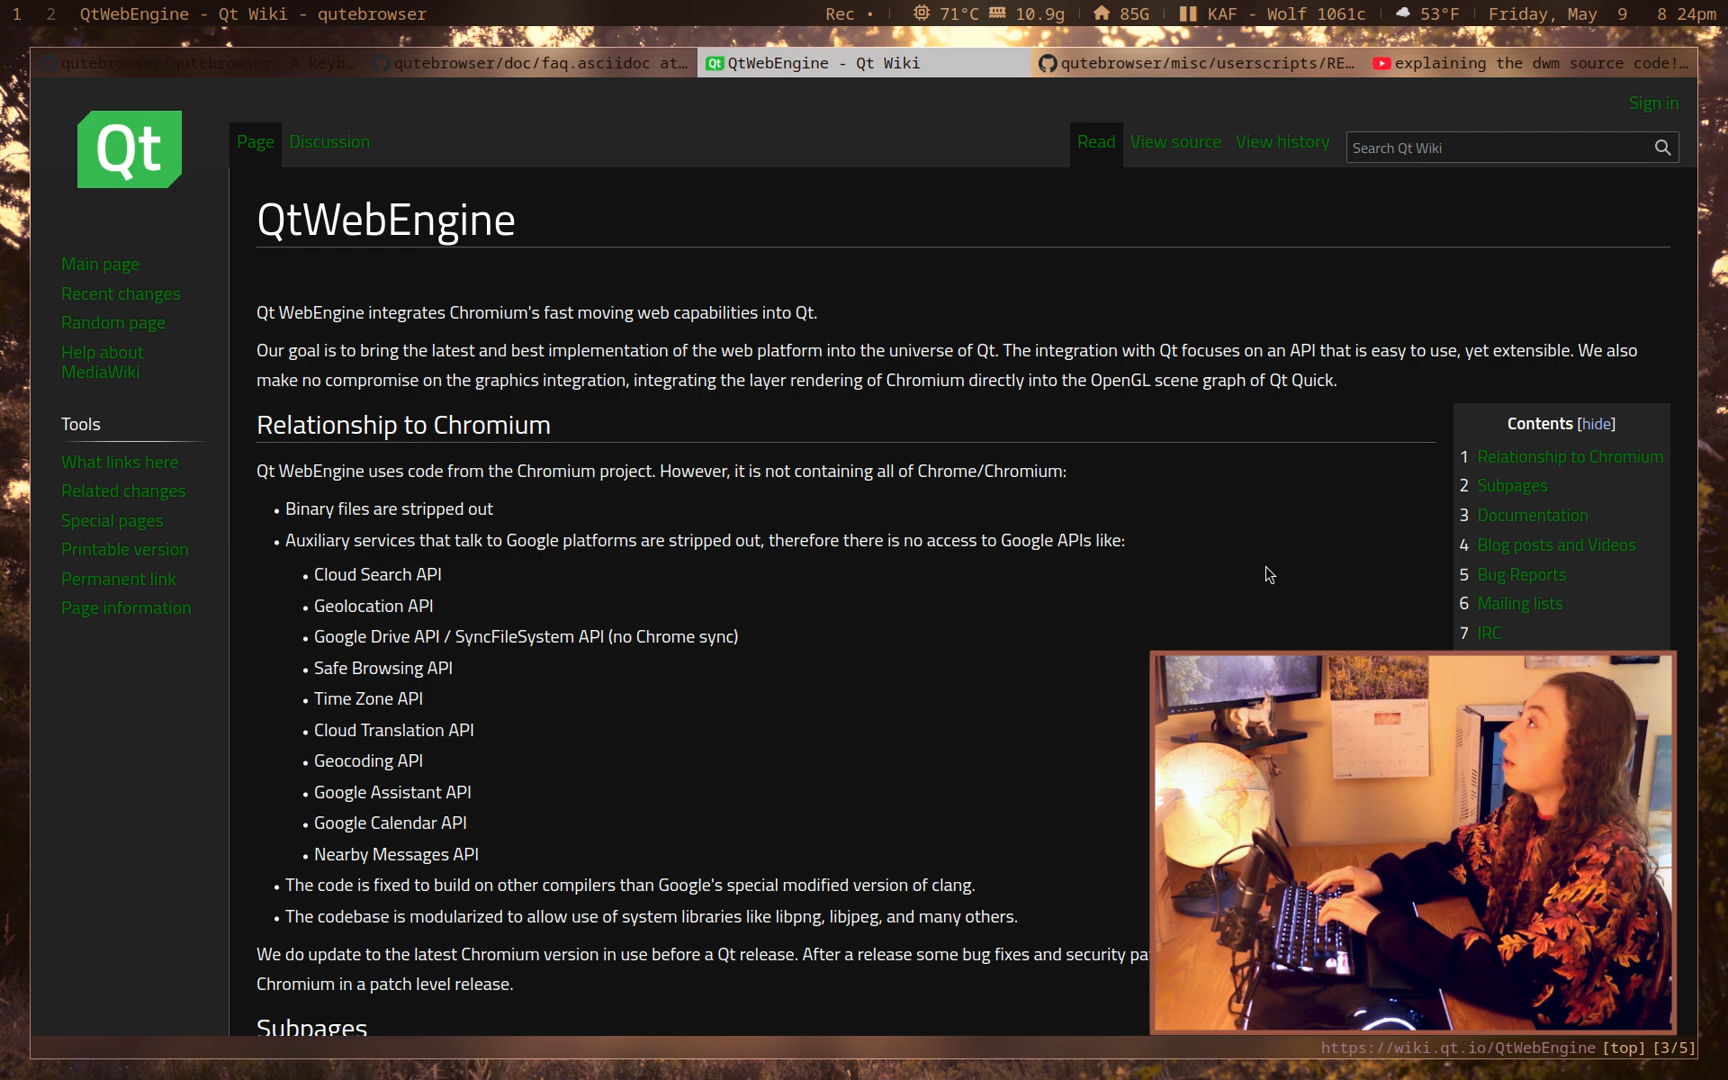 1 2 QtWebEngine - Qt Wiki - qutebrowser Rec • 71°C 10.9g 85G KAF - Wolf 1061c 53°F Friday, May 9 8 24pm
qutebrowser/qutebrowser: A keyb… qutebrowser/doc/faq.asciidoc at… QtWebEngine - Qt Wiki qutebrowser/misc/userscripts/RE… explaining the dwm source code!…
Sign in
Qt
Page Discussion Read View source View history Search Qt Wiki
QtWebEngine
Main page
Recent changes
Random page
Help about
MediaWiki
Tools
What links here
Related changes
Special pages
Printable version
Permanent link
Page information
Qt WebEngine integrates Chromium's fast moving web capabilities into Qt.
Our goal is to bring the latest and best implementation of the web platform into the universe of Qt. The integration with Qt focuses on an API that is easy to use, yet extensible. We also
make no compromise on the graphics integration, integrating the layer rendering of Chromium directly into the OpenGL scene graph of Qt Quick.
Relationship to Chromium
Qt WebEngine uses code from the Chromium project. However, it is not containing all of Chrome/Chromium:
• Binary files are stripped out
• Auxiliary services that talk to Google platforms are stripped out, therefore there is no access to Google APIs like:
• Cloud Search API
• Geolocation API
• Google Drive API / SyncFileSystem API (no Chrome sync)
• Safe Browsing API
• Time Zone API
• Cloud Translation API
• Geocoding API
• Google Assistant API
• Google Calendar API
• Nearby Messages API
• The code is fixed to build on other compilers than Google's special modified version of clang.
• The codebase is modularized to allow use of system libraries like libpng, libjpeg, and many others.
We do update to the latest Chromium version in use before a Qt release. After a release some bug fixes and security pa
Chromium in a patch level release.
Subpages
Contents [hide]
1 Relationship to Chromium
2 Subpages
3 Documentation
4 Blog posts and Videos
5 Bug Reports
6 Mailing lists
7 IRC
https://wiki.qt.io/QtWebEngine [top] [3/5]